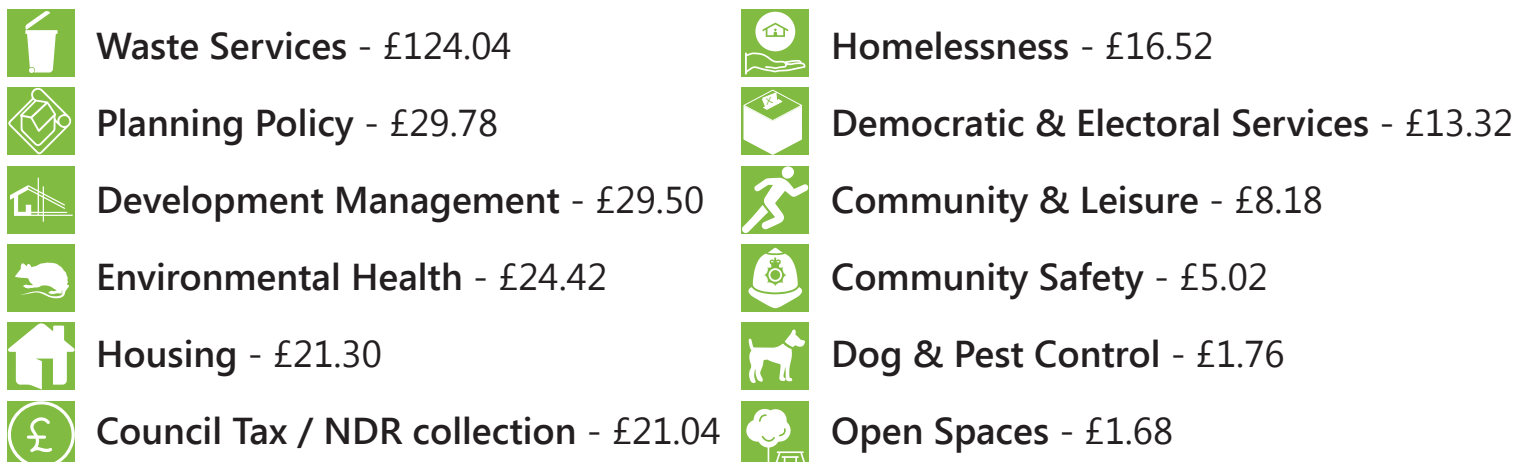 Waste Services - £124.04
Planning Policy - £29.78
Development Management - £29.50
Environmental Health - £24.42
Housing - £21.30
£
Council Tax / NDR collection - £21.04
Homelessness - £16.52
Democratic & Electoral Services - £13.32
Community & Leisure - £8.18
Community Safety - £5.02
Dog & Pest Control - £1.76
Open Spaces - £1.68